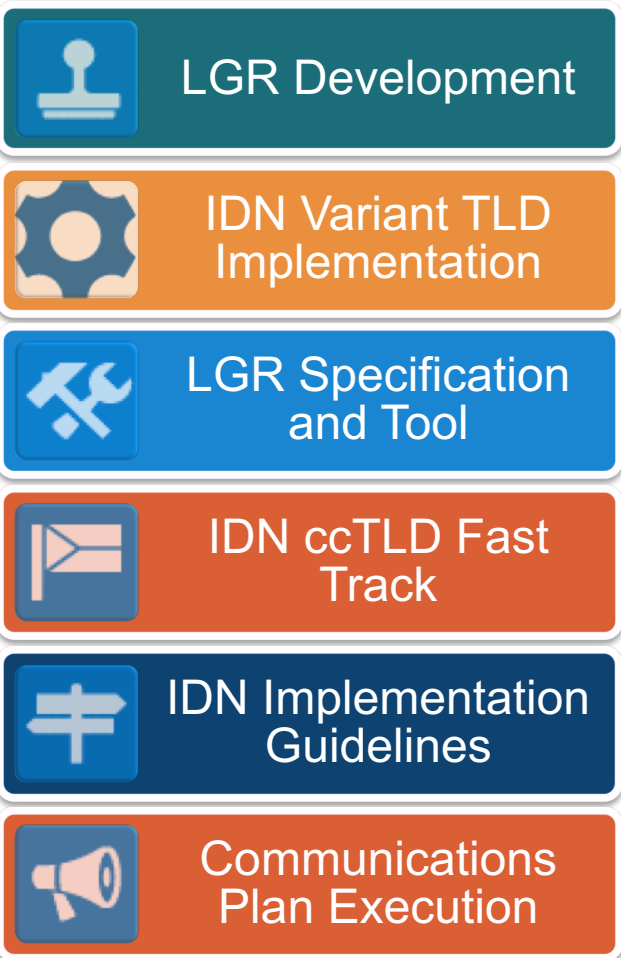 LGR Development
IDN Variant TLD
Implementation
LGR Specification
and Tool
IDN ccTLD Fast
Track
IDN Implementation
Guidelines
Communications
Plan Execution